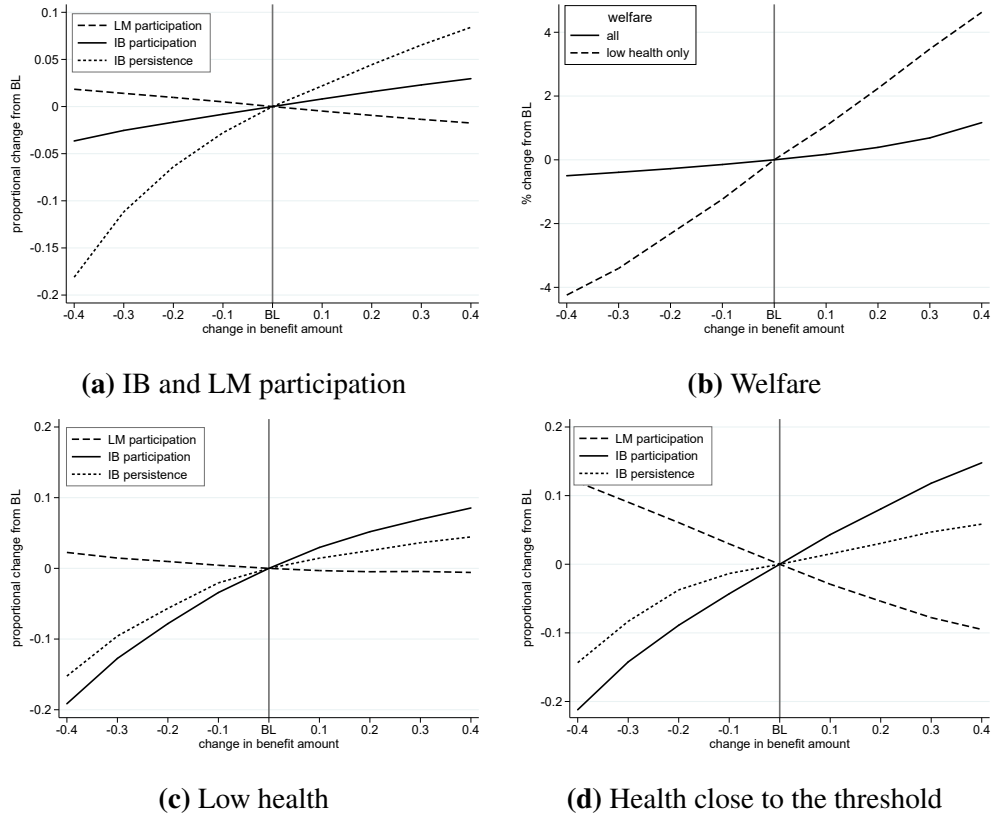 LM participation
IB participation
IB persistence
proportional change from BL
0.1
0.05
0
-0.05
-0.1
-0.15
-0.2
-0.4 -0.3 -0.2 -0.1 BL 0.1 0.2 0.3 0.4
change in benefit amount
(a) IB and LM participation
welfare
all
low health only
% change from BL
4
2
0
-2
-4
-0.4 -0.3 -0.2 -0.1 BL 0.1 0.2 0.3 0.4
change in benefit amount
(b) Welfare
LM participation
IB participation
IB persistence
proportional change from BL
0.2
0.1
0
-0.1
-0.2
-0.4 -0.3 -0.2 -0.1 BL 0.1 0.2 0.3 0.4
change in benefit amount
(c) Low health
LM participation
IB participation
IB persistence
proportional change from BL
0.2
0.1
0
-0.1
-0.2
-0.4 -0.3 -0.2 -0.1 BL 0.1 0.2 0.3 0.4
change in benefit amount
(d) Health close to the threshold